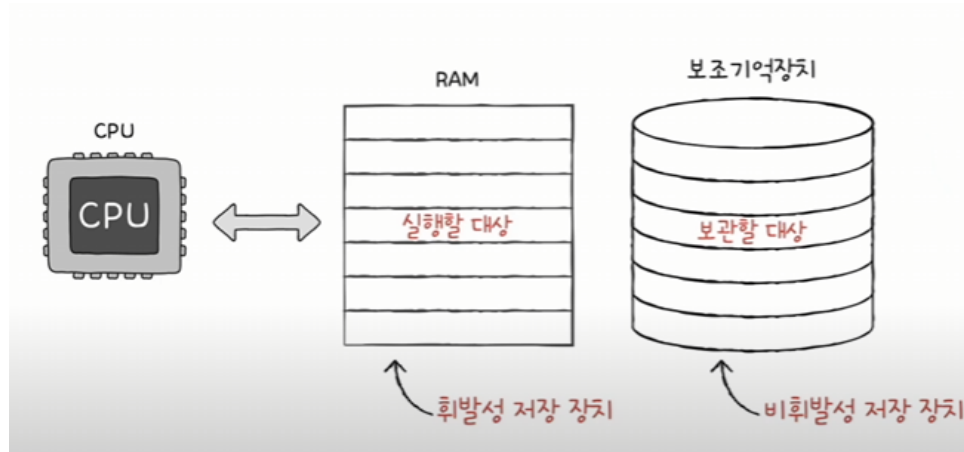 CPU
CPU
RAM
실행할 대상
휘발성 저장 장치
보조기억장치
보관할 대상
비휘발성 저장 장치